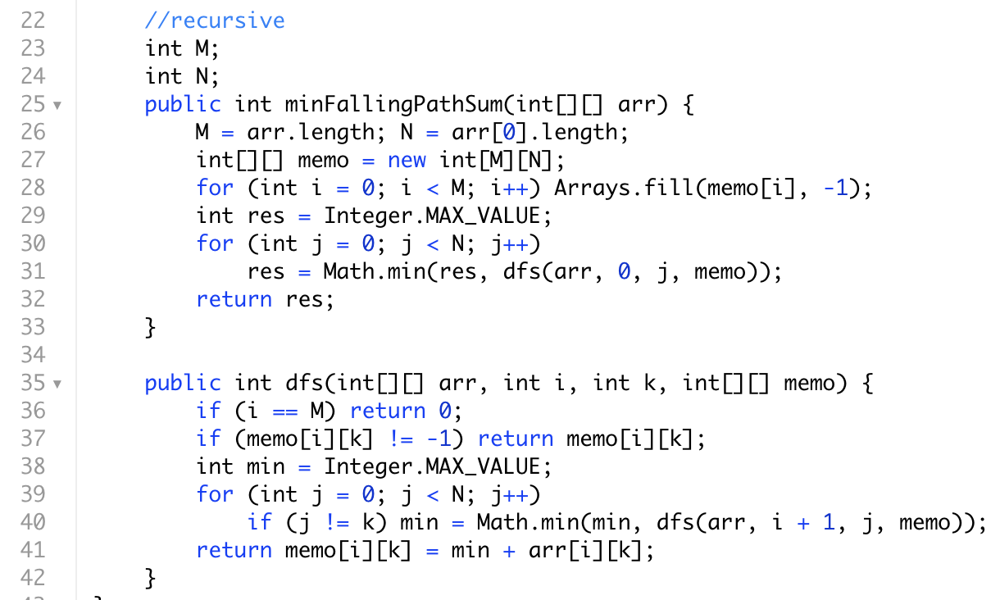 22 //recursive
23 int M;
24 int N;
25 public int minFallingPathSum(int[][] arr) {
26 M = arr.length; N = arr[0].length;
27 int[][] memo = new int[M][N];
28 for (int i = 0; i < M; i++) Arrays.fill(memo[i], -1);
29 int res = Integer.MAX_VALUE;
30 for (int j = 0; j < N; j++)
31 res = Math.min(res, dfs(arr, 0, j, memo));
32 return res;
33 }
34
35 public int dfs(int[][] arr, int i, int k, int[][] memo) {
36 if (i == M) return 0;
37 if (memo[i][k] != -1) return memo[i][k];
38 int min = Integer.MAX_VALUE;
39 for (int j = 0; j < N; j++)
40 if (j != k) min = Math.min(min, dfs(arr, i + 1, j, memo));
41 return memo[i][k] = min + arr[i][k];
42 }